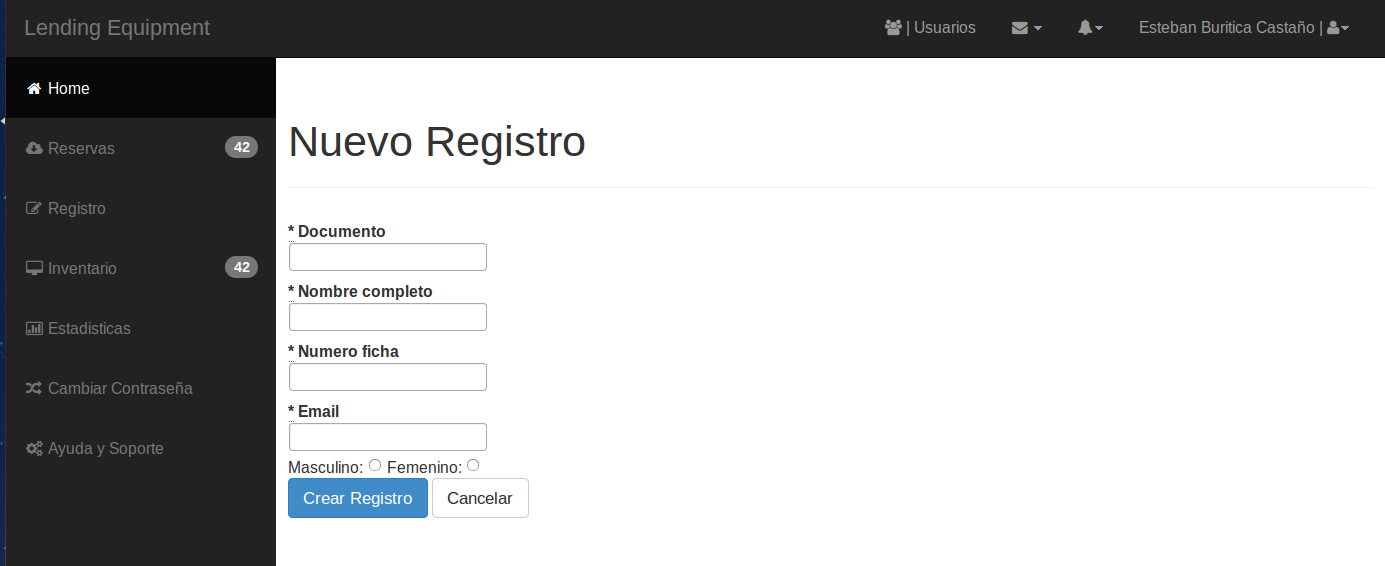 Lending Equipment
| Usuarios
Esteban Buritica Castaño |
Home
Reservas 42
Registro
Inventario 42
Estadisticas
Cambiar Contraseña
Ayuda y Soporte
Nuevo Registro
* Documento
* Nombre completo
* Numero ficha
* Email
Masculino: Femenino:
Crear Registro Cancelar